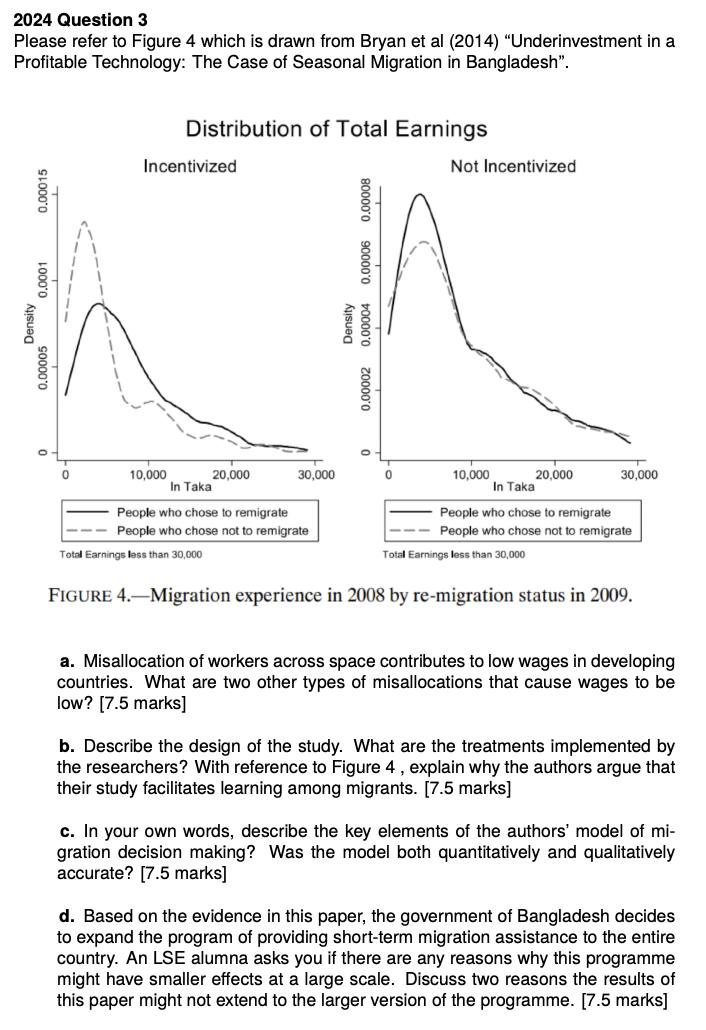 2024 Question 3
Please refer to Figure 4 which is drawn from Bryan et al (2014) “Underinvestment in a
Profitable Technology: The Case of Seasonal Migration in Bangladesh”.
Distribution of Total Earnings
Incentivized
Not Incentivized
Density
0.00015
0.0001
0.00005
0
0
10,000
20,000
30,000
In Taka
People who chose to remigrate
People who chose not to remigrate
Total Earnings less than 30,000
Density
0.00008
0.00006
0.00004
0.00002
0
0
10,000
20,000
30,000
In Taka
People who chose to remigrate
People who chose not to remigrate
Total Earnings less than 30,000
FIGURE 4.—Migration experience in 2008 by re-migration status in 2009.
a. Misallocation of workers across space contributes to low wages in developing
countries. What are two other types of misallocations that cause wages to be
low? [7.5 marks]
b. Describe the design of the study. What are the treatments implemented by
the researchers? With reference to Figure 4 , explain why the authors argue that
their study facilitates learning among migrants. [7.5 marks]
c. In your own words, describe the key elements of the authors’ model of mi-
gration decision making? Was the model both quantitatively and qualitatively
accurate? [7.5 marks]
d. Based on the evidence in this paper, the government of Bangladesh decides
to expand the program of providing short-term migration assistance to the entire
country. An LSE alumna asks you if there are any reasons why this programme
might have smaller effects at a large scale. Discuss two reasons the results of
this paper might not extend to the larger version of the programme. [7.5 marks]